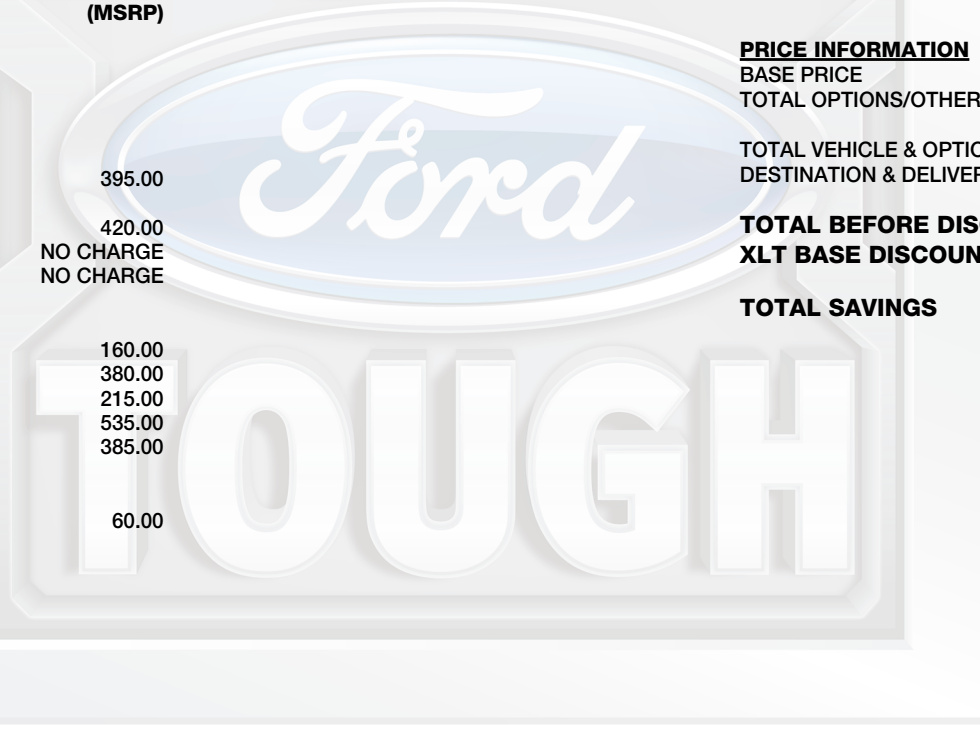 (MSRP)
395.00
420.00
NO CHARGE
NO CHARGE
160.00
380.00
215.00
535.00
385.00
60.00
PRICE INFORMATION
BASE PRICE
TOTAL OPTIONS/OTHER
TOTAL VEHICLE & OPTIO
DESTINATION & DELIVER
TOTAL BEFORE DISC
XLT BASE DISCOUN
TOTAL SAVINGS
Ford
TOUGH